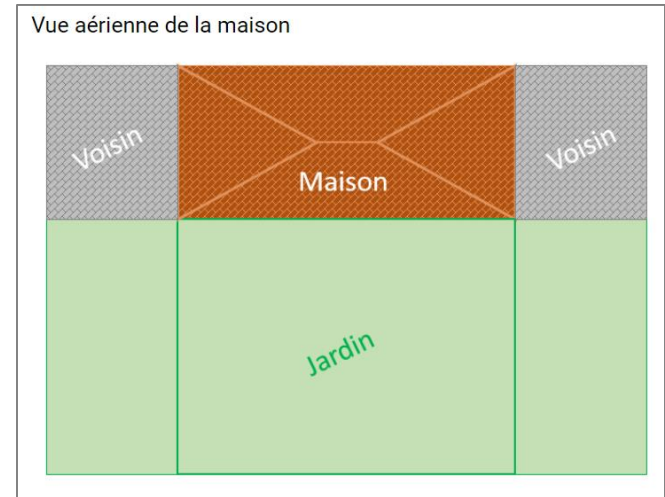 Vue aérienne de la maison
Voisin
Maison
Voisin
Jardin